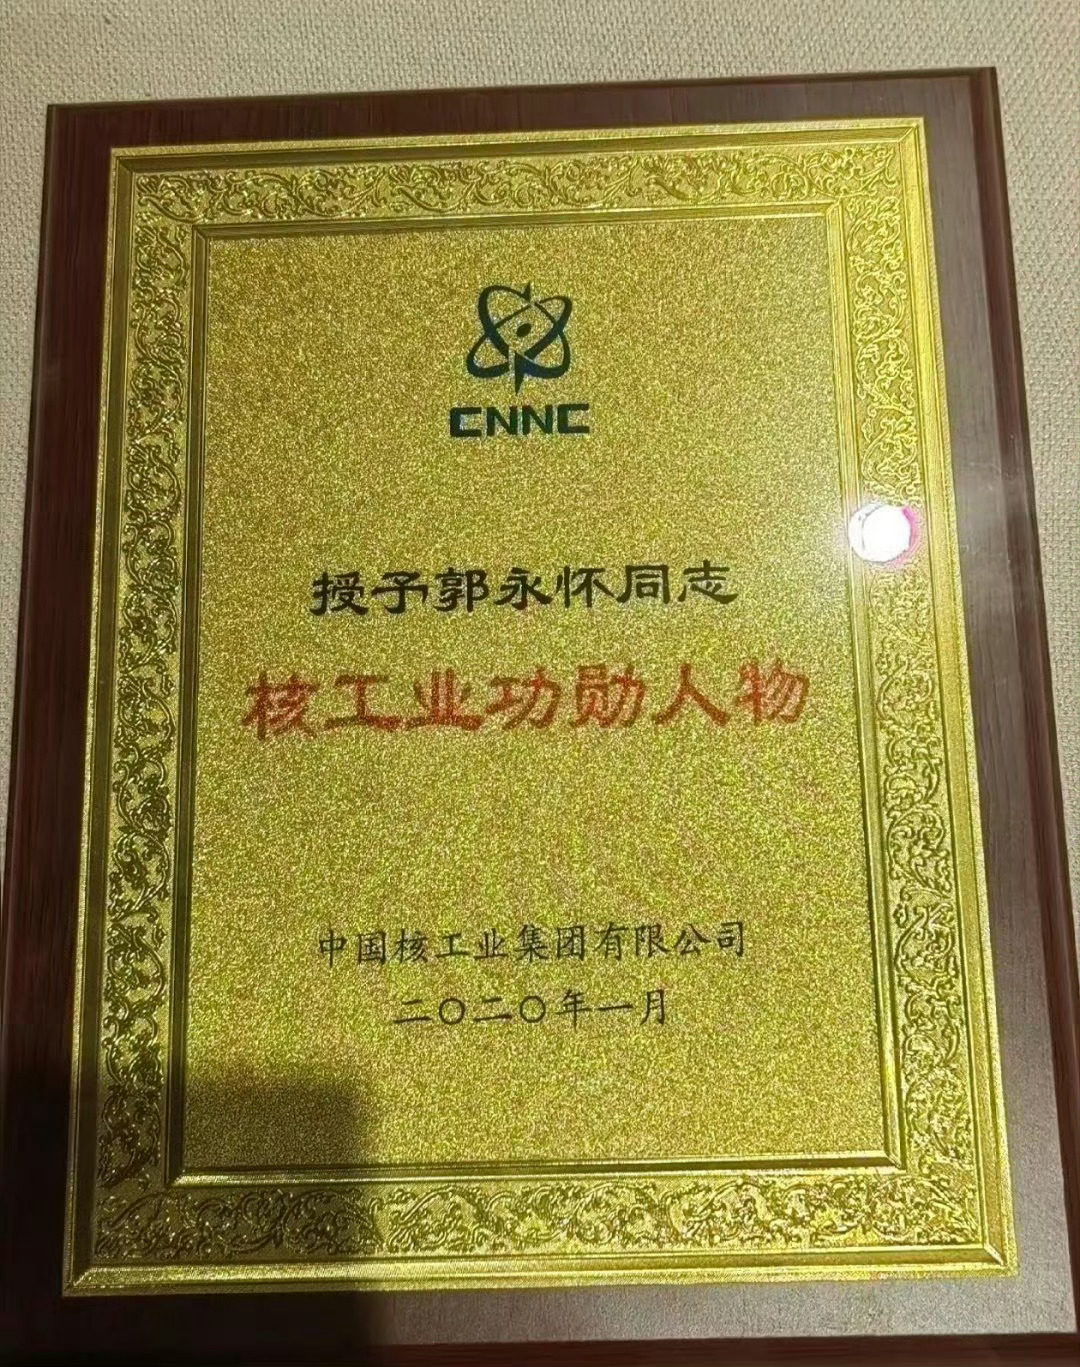 CNNC
授予郭永怀同志
核工业功勋人物
中国核工业集团有限公司
二〇二〇年一月